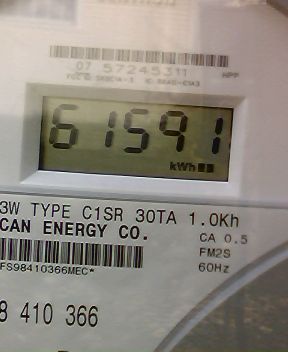 07 57245311
HPP
61591
kWh
3W TYPE C1SR 30TA 1.0Kh
CAN ENERGY CO.
CA 0.5
FM2S
FS98410366MEC*
60Hz
8 410 366